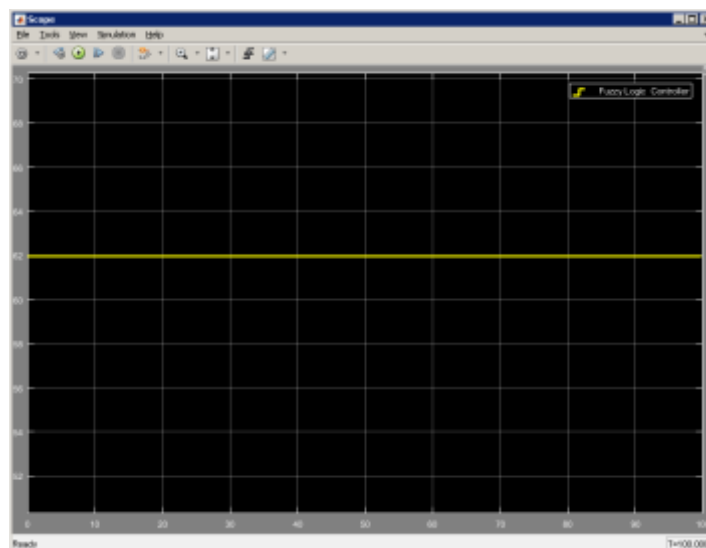 Scope
File Tools View Simulation Help
Fuzzy Logic Controller
70
68
66
64
62
60
58
56
54
52
0 10 20 30 40 50 60 70 80 90 100
Ready T=100.000